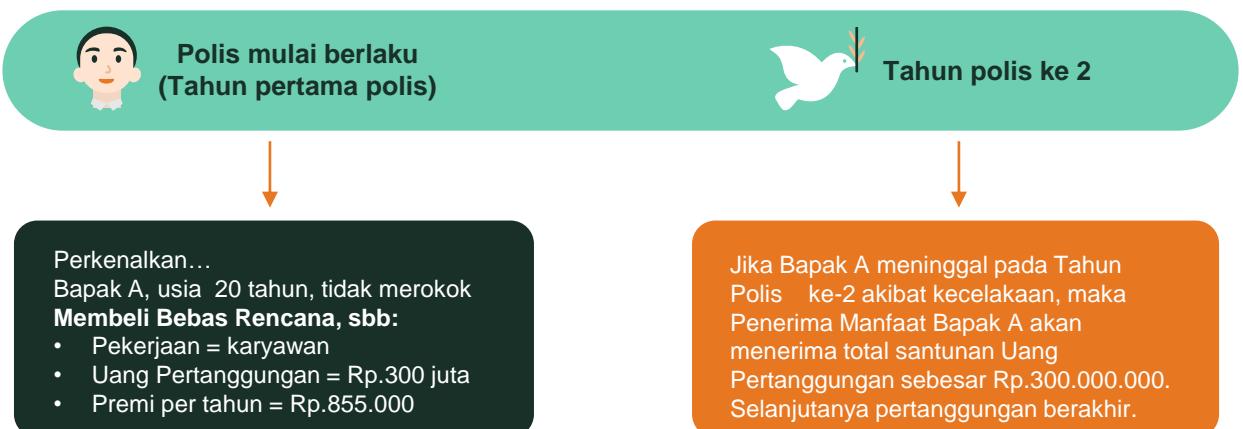 Polis mulai berlaku
(Tahun pertama polis)
Tahun polis ke 2
Perkenalkan…
Bapak A, usia  20 tahun, tidak merokok
Membeli Bebas Rencana, sbb:
• Pekerjaan = karyawan
• Uang Pertanggungan = Rp.300 juta
• Premi per tahun = Rp.855.000
Jika Bapak A meninggal pada Tahun
Polis    ke-2 akibat kecelakaan, maka
Penerima Manfaat Bapak A akan
menerima total santunan Uang
Pertanggungan sebesar Rp.300.000.000.
Selanjutanya pertanggungan berakhir.